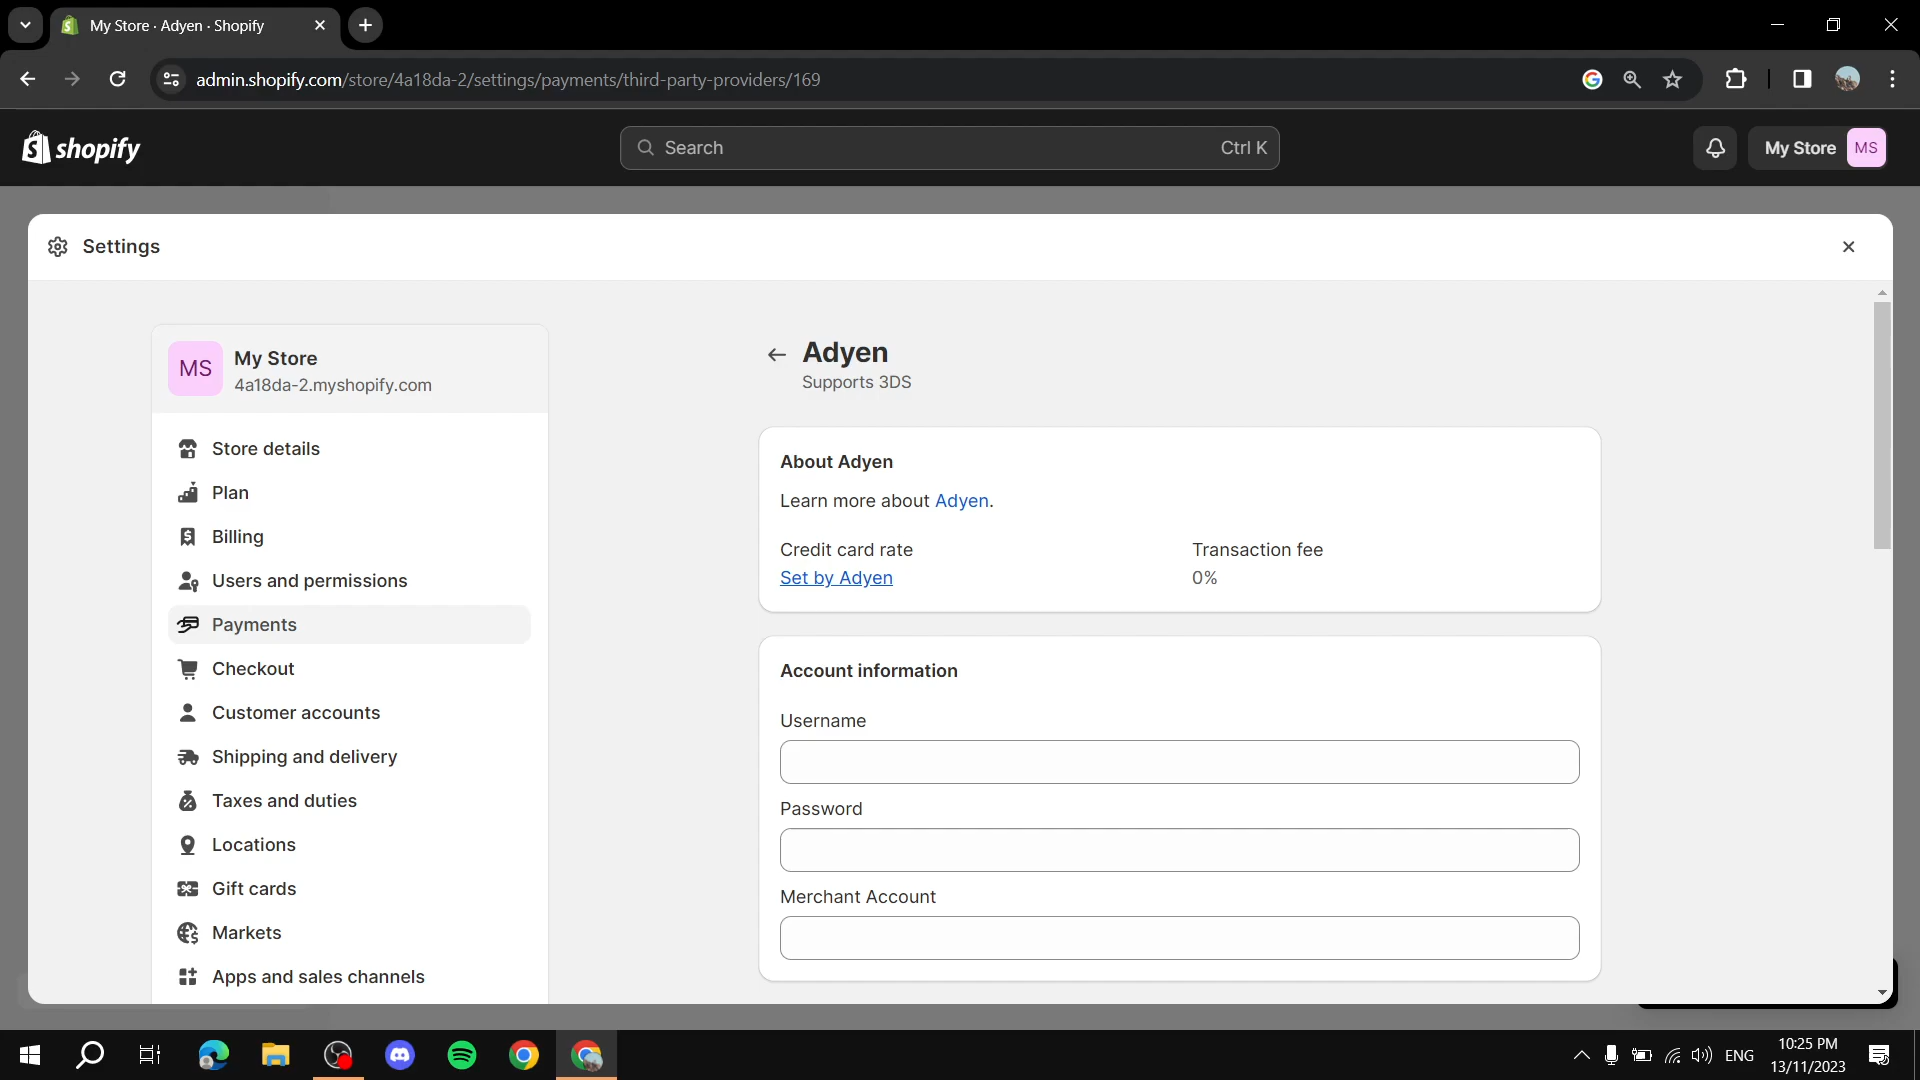 My Store · Adyen · Shopify
admin.shopify.com/store/4a18da-2/settings/payments/third-party-providers/169
shopify
Search
Ctrl K
My Store
MS
Settings
MS
My Store
4a18da-2.myshopify.com
Store details
Plan
Billing
Users and permissions
Payments
Checkout
Customer accounts
Shipping and delivery
Taxes and duties
Locations
Gift cards
Markets
Apps and sales channels
Adyen
Supports 3DS
About Adyen
Learn more about Adyen.
Credit card rate
Set by Adyen
Transaction fee
0%
Account information
Username
Password
Merchant Account
ENG
10:25 PM
13/11/2023